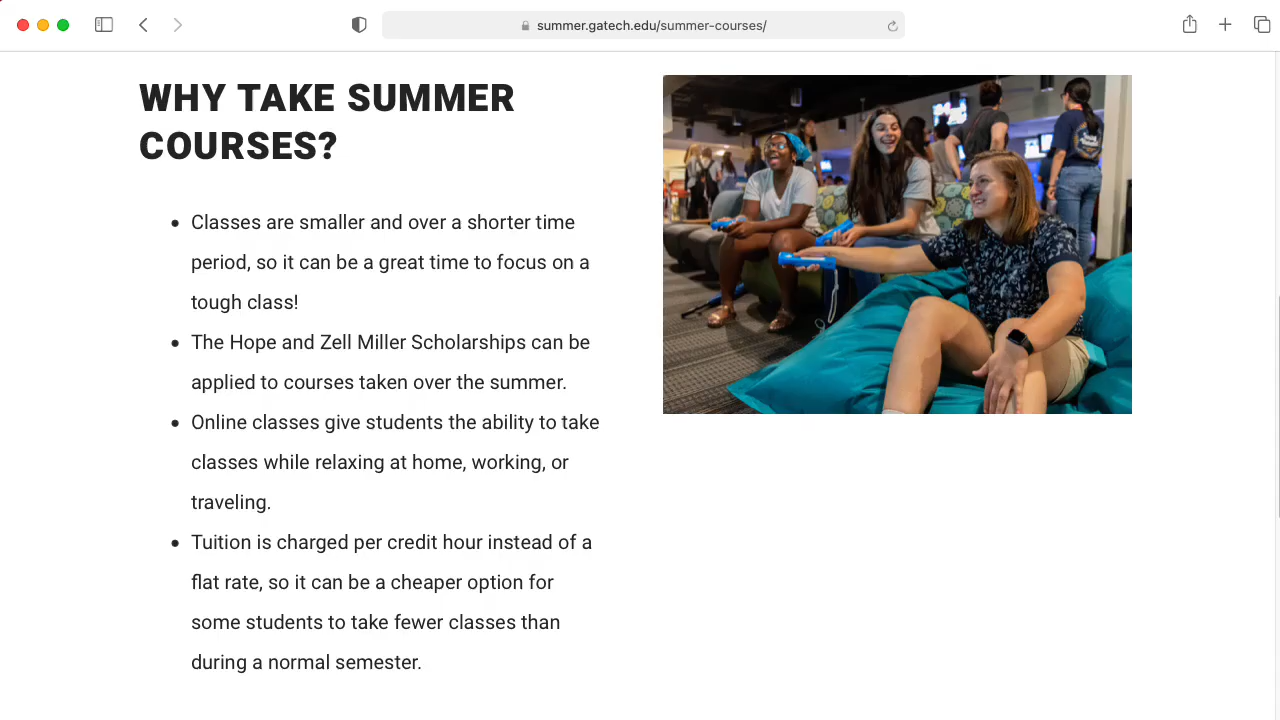 summer.gatech.edu/summer-courses/
WHY TAKE SUMMER
COURSES?
Classes are smaller and over a shorter time
period, so it can be a great time to focus on a
tough class!
The Hope and Zell Miller Scholarships can be
applied to courses taken over the summer.
Online classes give students the ability to take
classes while relaxing at home, working, or
traveling.
Tuition is charged per credit hour instead of a
flat rate, so it can be a cheaper option for
some students to take fewer classes than
during a normal semester.